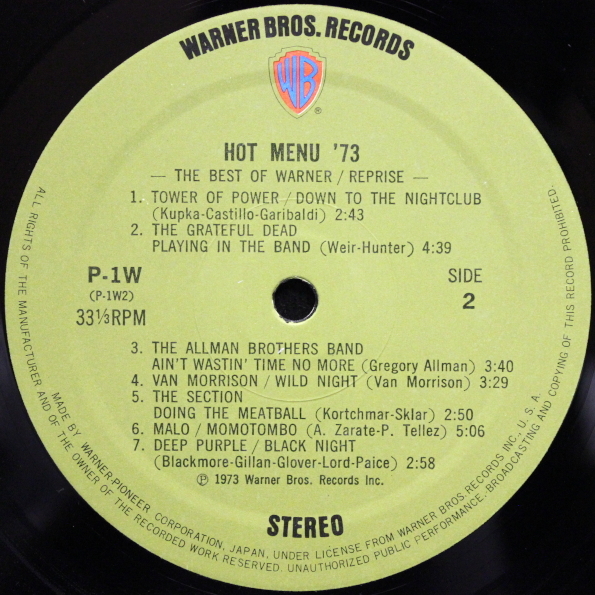 WARNER BROS. RECORDS
WB
®
HOT MENU '73
— THE BEST OF WARNER / REPRISE —
1. TOWER OF POWER / DOWN TO THE NIGHTCLUB
(Kupka-Castillo-Garibaldi) 2:43
2. THE GRATEFUL DEAD
PLAYING IN THE BAND (Weir-Hunter) 4:39
P-1W
(P-1W2)
33⅓RPM
SIDE
2
3. THE ALLMAN BROTHERS BAND
AIN'T WASTIN' TIME NO MORE (Gregory Allman) 3:40
4. VAN MORRISON / WILD NIGHT (Van Morrison) 3:29
5. THE SECTION
DOING THE MEATBALL (Kortchmar-Sklar) 2:50
6. MALO / MOMOTOMBO (A. Zarate-P. Tellez) 5:06
7. DEEP PURPLE / BLACK NIGHT
(Blackmore-Gillan-Glover-Lord-Paice) 2:58
℗ 1973 Warner Bros. Records Inc.
STEREO
MADE BY WARNER-PIONEER CORPORATION, JAPAN, UNDER LICENSE FROM WARNER BROS. RECORDS INC., U.S.A.
ALL RIGHTS OF THE MANUFACTURER AND OF THE OWNER OF THE RECORDED WORK RESERVED. UNAUTHORIZED PUBLIC PERFORMANCE, BROADCASTING AND COPYING OF THIS RECORD PROHIBITED.